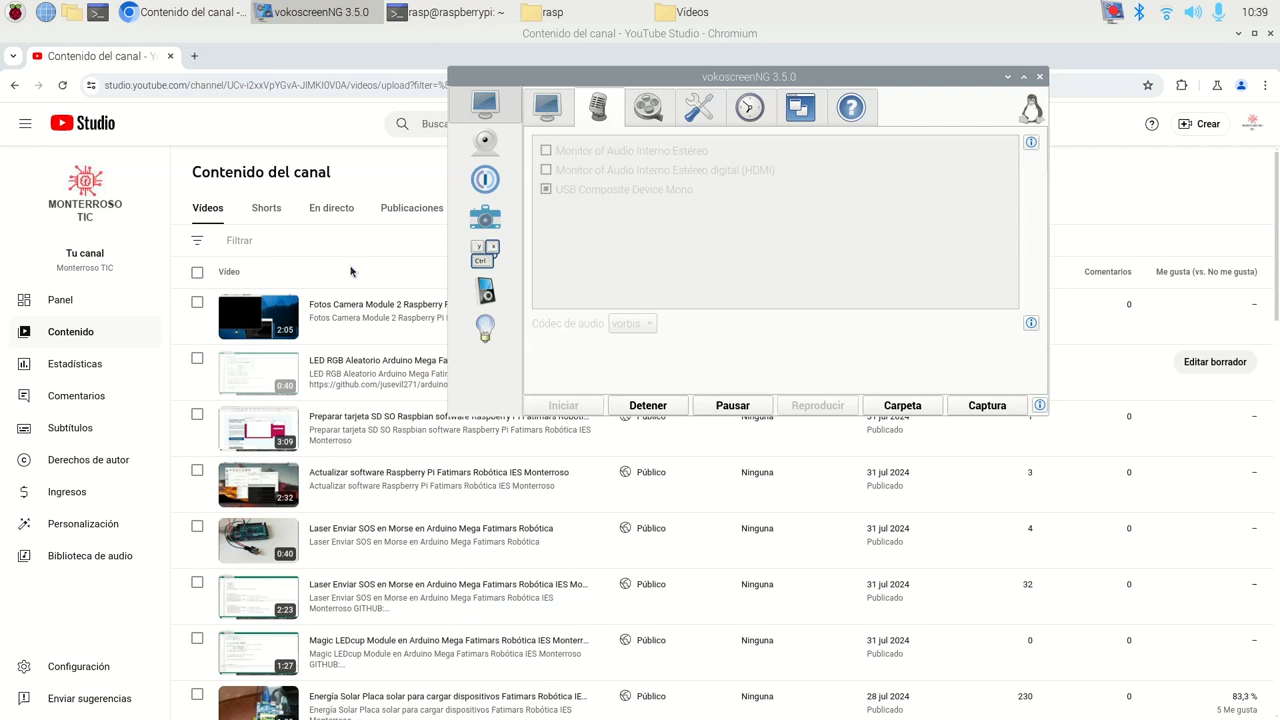 Contenido del canal -...
vokoscreenNG 3.5.0
rasp@raspberrypi: ~
rasp
Vídeos
10:39
Contenido del canal - YouTube Studio - Chromium
Contenido del canal - Y
studio.youtube.com/channel/UCv-i2xxVpYGvA-JIMKI0V0A/videos/upload?filter=%5
Studio
Busca
Crear
vokoscreenNG 3.5.0
Monitor of Audio Interno Estéreo
Monitor of Audio Interno Estéreo digital (HDMI)
USB Composite Device Mono
y x
Ctrl
Códec de audio vorbis
Iniciar Detener Pausar Reproducir Carpeta Captura
MONTERROSO
TIC
Tu canal
Monterroso TIC
Panel
Contenido
Estadísticas
Comentarios
Subtítulos
Derechos de autor
Ingresos
Personalización
Biblioteca de audio
Configuración
Enviar sugerencias
Contenido del canal
Vídeos Shorts En directo Publicaciones
Filtrar
Vídeo Comentarios Me gusta (vs. No me gusta)
2:05
Fotos Camera Module 2 Raspberry P
Fotos Camera Module 2 Raspberry Pi
0 –
0:40
LED RGB Aleatorio Arduino Mega Fa
LED RGB Aleatorio Arduino Mega Fati
https://github.com/jusevil271/arduino
Editar borrador
3:09
Preparar tarjeta SD SO Raspbian software Raspberry Pi Fatimars Roboti...
Preparar tarjeta SD SO Raspbian software Raspberry Pi Fatimars Robótica IES
Monterroso
Público Ninguna
Publicado
1 0 –
2:32
Actualizar software Raspberry Pi Fatimars Robótica IES Monterroso
Actualizar software Raspberry Pi Fatimars Robótica IES Monterroso
Público Ninguna 31 jul 2024 3 0 –
Publicado
0:40
Laser Enviar SOS en Morse en Arduino Mega Fatimars Robótica
Laser Enviar SOS en Morse en Arduino Mega Fatimars Robótica
Público Ninguna 31 jul 2024 4 0 –
Publicado
2:23
Laser Enviar SOS en Morse en Arduino Mega Fatimars Robótica IES Mo...
Laser Enviar SOS en Morse en Arduino Mega Fatimars Robótica IES
Monterroso GITHUB:...
Público Ninguna 31 jul 2024 32 0 –
Publicado
1:27
Magic LEDcup Module en Arduino Mega Fatimars Robótica IES Monterr...
Magic LEDcup Module en Arduino Mega Fatimars Robótica IES Monterroso
GITHUB:...
Público Ninguna 31 jul 2024 0 0 –
Publicado
Energía Solar Placa solar para cargar dispositivos Fatimars Robótica IE...
Energía Solar Placa solar para cargar dispositivos Fatimars Robótica IES
Público Ninguna 28 jul 2024 230 0 83,3 %
Publicado
5 Me gusta